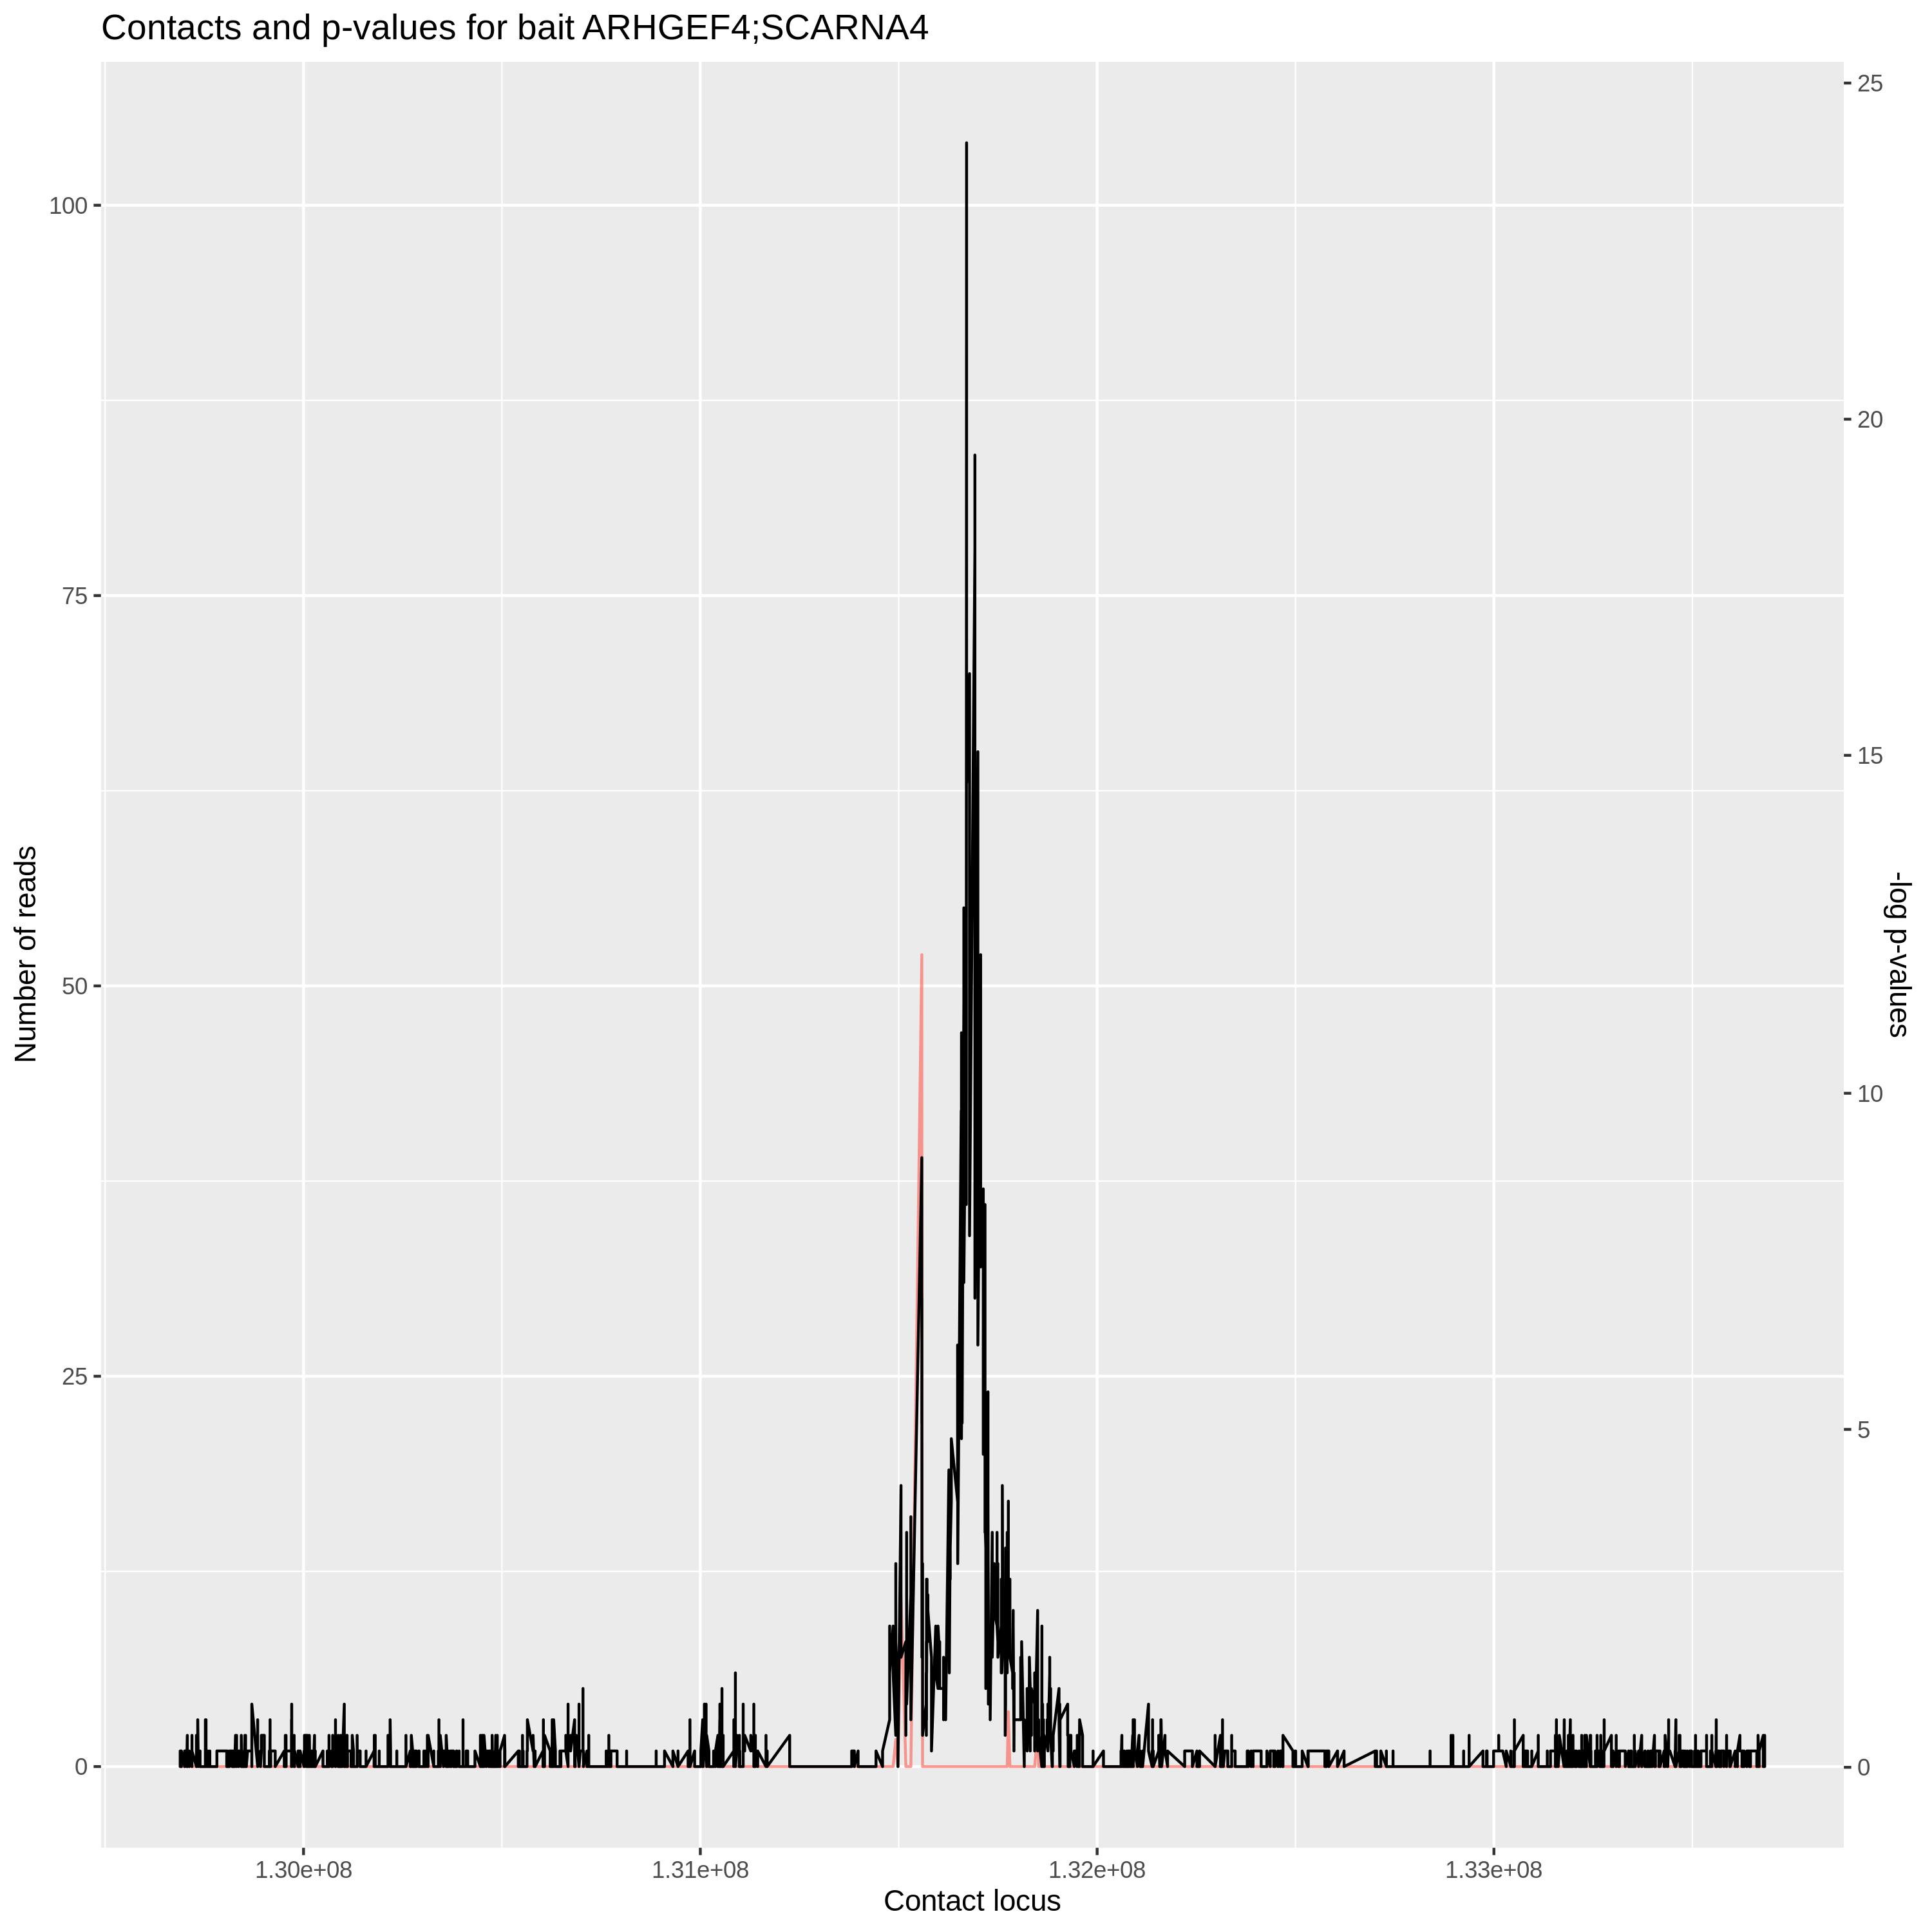 Contacts and p-values for bait ARHGEF4;SCARNA4
25
100
20
75
15
Number of reads
-log p-values
50
10
25
5
0
0
1.30e+08
1.31e+08
1.32e+08
1.33e+08
Contact locus